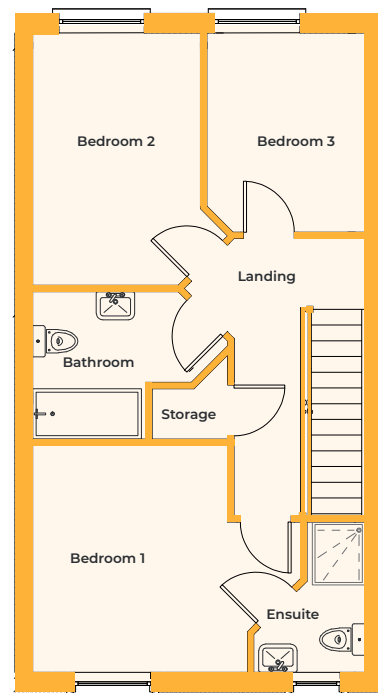 Bedroom 2
Bedroom 3
Landing
Bathroom
Storage
Bedroom 1
Ensuite